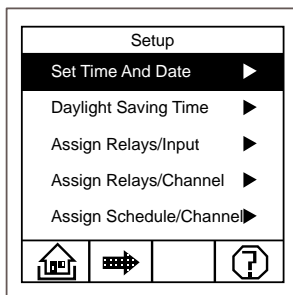 Setup
Set Time And Date
Daylight Saving Time
Assign Relays/Input
Assign Relays/Channel
Assign Schedule/Channel
?